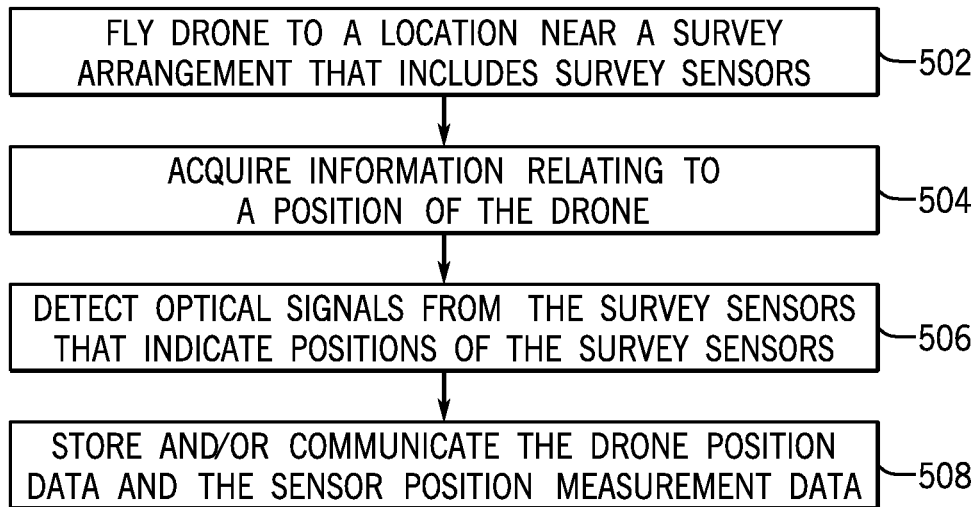 FLY DRONE TO A LOCATION NEAR A SURVEY
ARRANGEMENT THAT INCLUDES SURVEY SENSORS
502
ACQUIRE INFORMATION RELATING TO
A POSITION OF THE DRONE
504
DETECT OPTICAL SIGNALS FROM THE SURVEY SENSORS
THAT INDICATE POSITIONS OF THE SURVEY SENSORS
506
STORE AND/OR COMMUNICATE THE DRONE POSITION
DATA AND THE SENSOR POSITION MEASUREMENT DATA
508